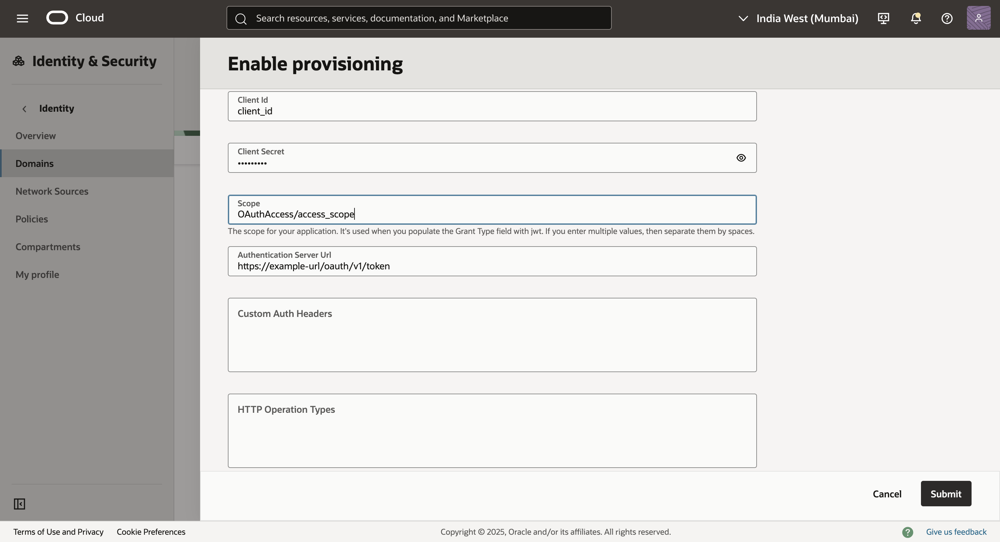 Cloud
Search resources, services, documentation, and Marketplace
India West (Mumbai)
Identity & Security
Identity
Overview
Domains
Network Sources
Policies
Compartments
My profile
Enable provisioning
Client Id
client_id
Client Secret
•••••••••
Scope
OAuthAccess/access_scope
The scope for your application. It's used when you populate the Grant Type field with jwt. If you enter multiple values, then separate them by spaces.
Authentication Server Url
https://example-url/oauth/v1/token
Custom Auth Headers
HTTP Operation Types
Cancel
Submit
Terms of Use and Privacy
Cookie Preferences
Copyright © 2025, Oracle and/or its affiliates. All rights reserved.
?
Give us feedback